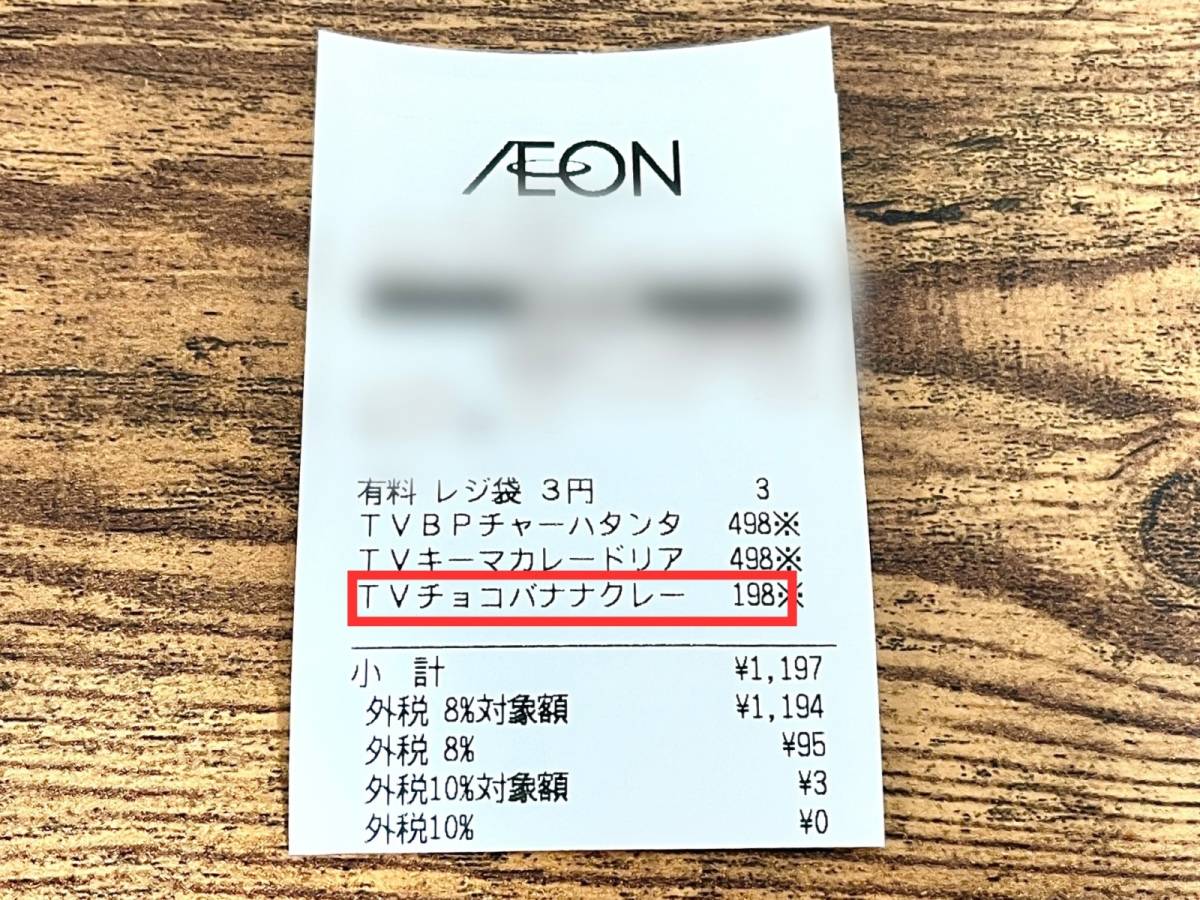 ÆON
有料 レジ袋 3円 3
TVBPチャーハタンタ 498※
TVキーマカレードリア 498※
TVチョコバナナクレー 198※
小 計 ¥1,197
外税 8%対象額 ¥1,194
外税 8% ¥95
外税10%対象額 ¥3
外税10% ¥0